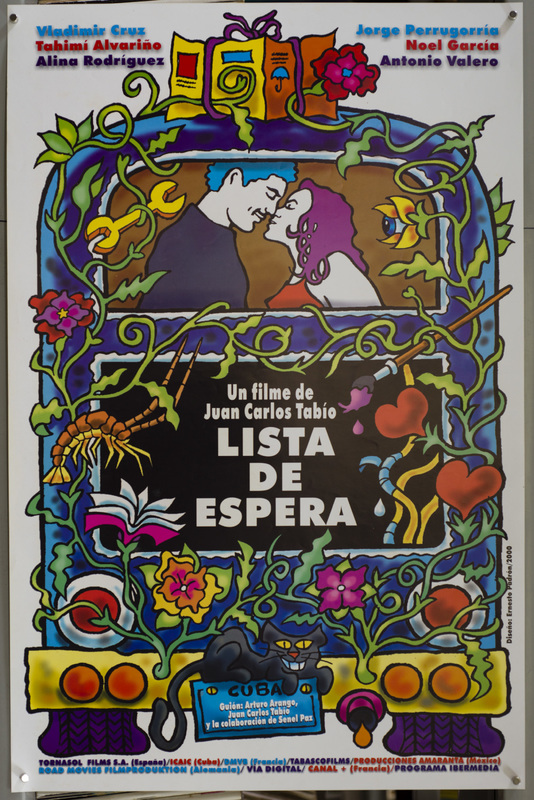 Vladimir Cruz
Tahimí Alvariño
Alina Rodríguez
Jorge Perrugorría
Noel García
Antonio Valero
Un filme de
Juan Carlos Tabío
LISTA
DE
ESPERA
Diseño: Ernesto Padrón/2000
CUBA
Guión: Arturo Arango,
Juan Carlos Tabío
y la colaboración de Senel Paz
TORNASOL FILMS S.A. (España)/ICAIC (Cuba)/DMVB (Francia)/TABASCOFILMS/PRODUCCIONES AMARANTA (México)
ROAD MOVIES FILMPRODUKTION (Alemania)/ VÍA DIGITAL/ CANAL + (Francia)/PROGRAMA IBERMEDIA